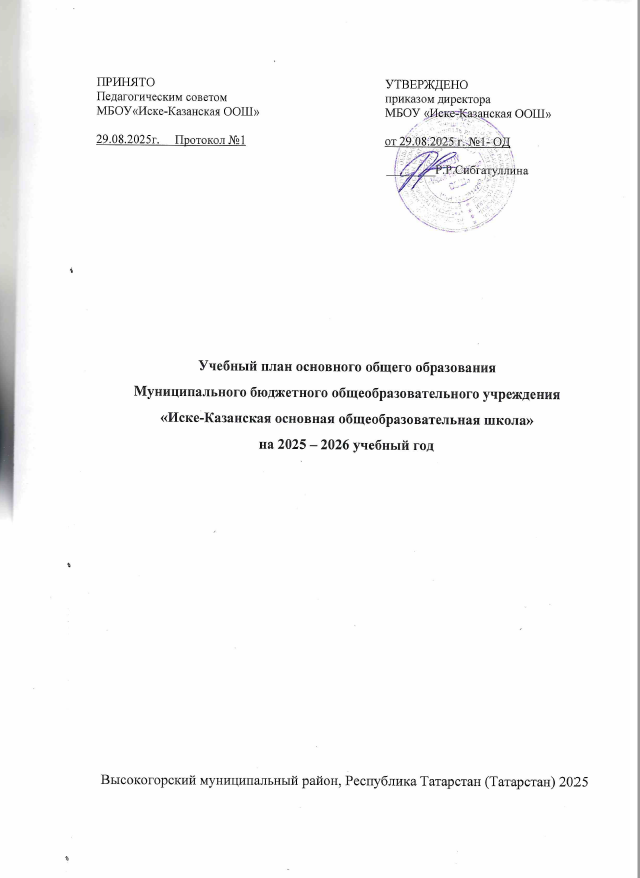 ПРИНЯТО
Педагогическим советом
МБОУ«Иске-Казанская ООШ»
29.08.2025г. Протокол №1
УТВЕРЖДЕНО
приказом директора
МБОУ «Иске-Казанская ООШ»
от 29.08.2025 г. №1- ОД
Р.Р.Сибгатуллина
Учебный план основного общего образования
Муниципального бюджетного общеобразовательного учреждения
«Иске-Казанская основная общеобразовательная школа»
на 2025 – 2026 учебный год
Высокогорский муниципальный район, Республика Татарстан (Татарстан) 2025